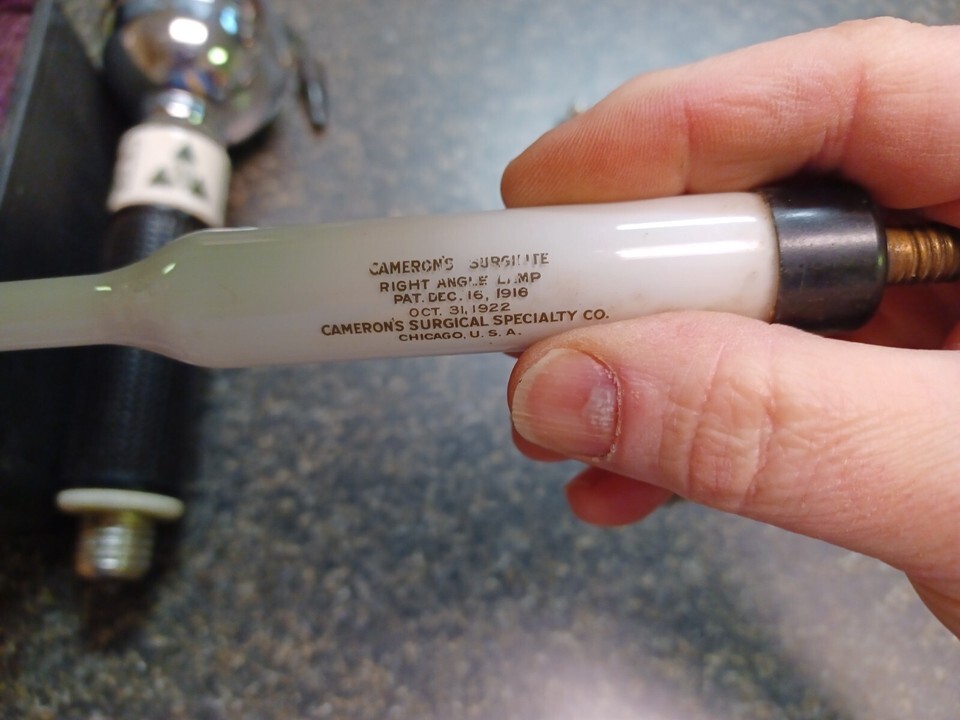 CAMERON'S SURGILITE
RIGHT ANGLE LAMP
PAT. DEC. 16, 1916
OCT. 31, 1922
CAMERON'S SURGICAL SPECIALTY CO.
CHICAGO, U. S. A.